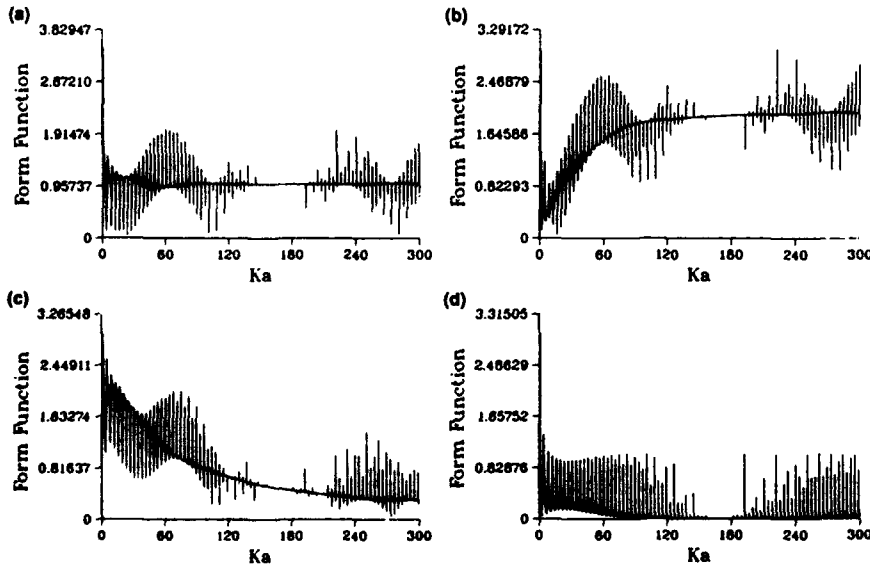 (a)
3.82947
2.87210
1.91474
0.95737
0
Form Function
0 60 120 180 240 300
Ka
(b)
3.29172
2.46879
1.64586
0.82293
0
Form Function
0 60 120 180 240 300
Ka
(c)
3.26548
2.44911
1.63274
0.81637
0
Form Function
0 60 120 180 240 300
Ka
(d)
3.31505
2.48629
1.65752
0.82876
0
Form Function
0 60 120 180 240 300
Ka